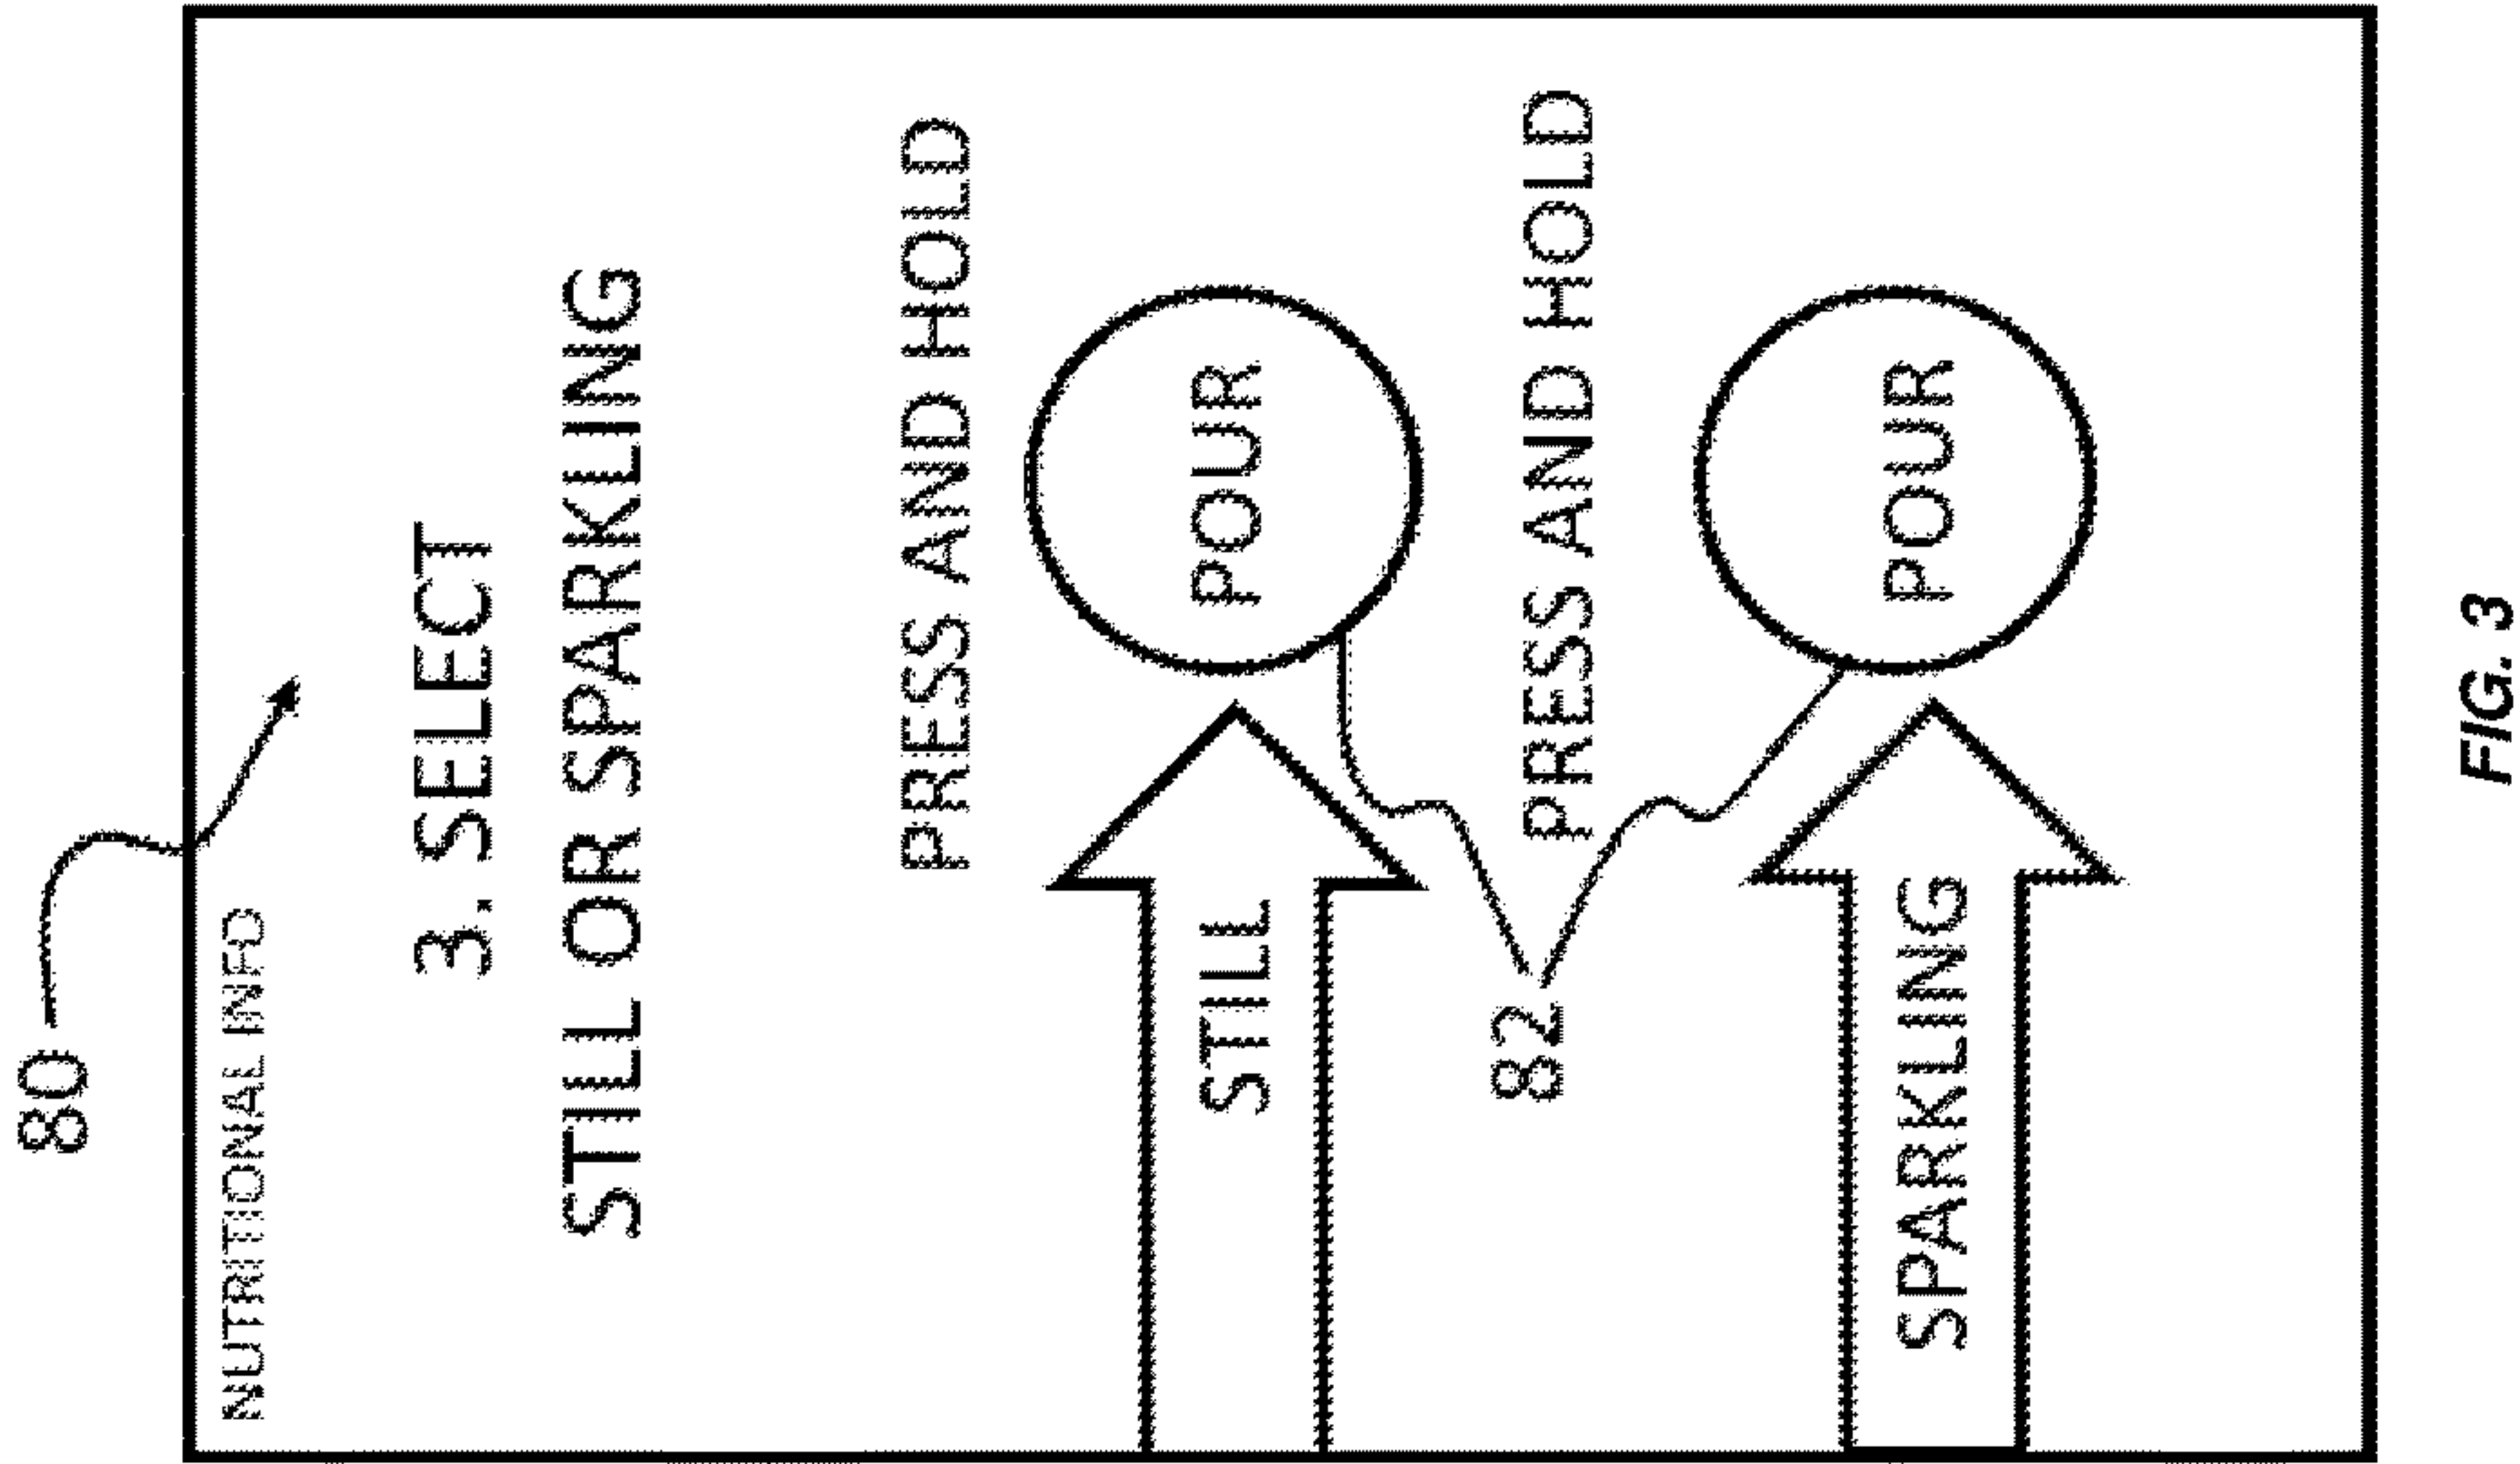 80
NUTRITIONAL INFO
3. SELECT
STILL OR SPARKLING
PRESS AND HOLD
STILL
POUR
82
PRESS AND HOLD
SPARKLING
POUR
FIG. 3